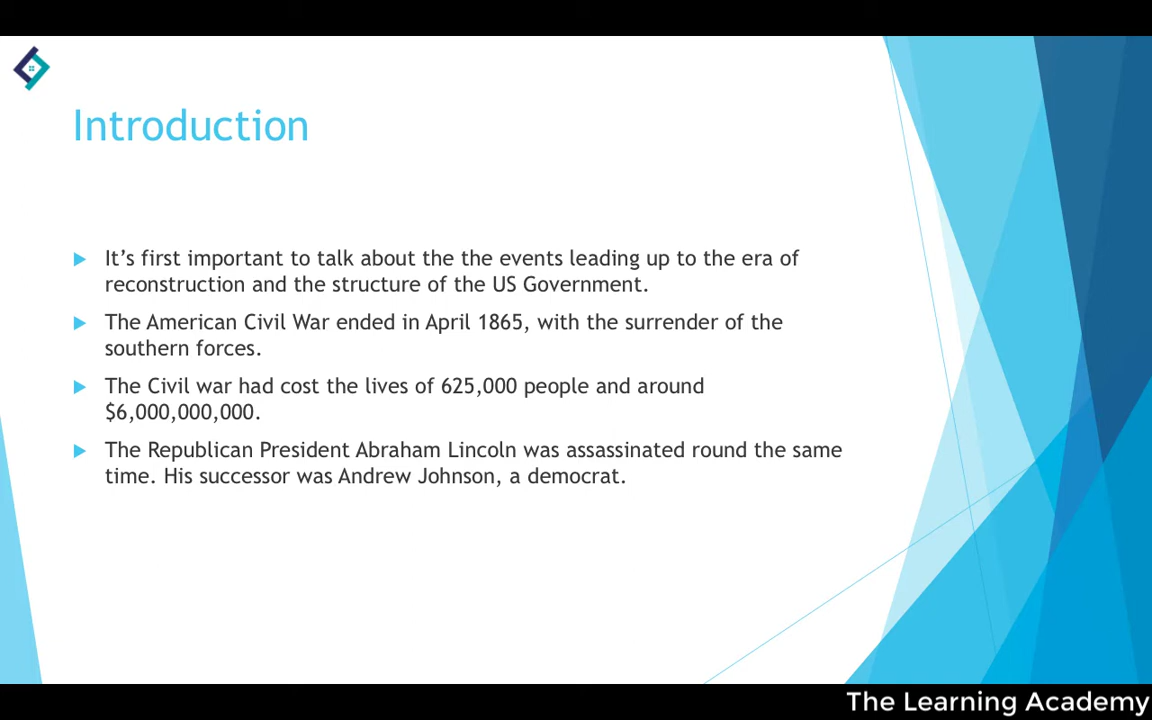 Introduction
It's first important to talk about the the events leading up to the era of
reconstruction and the structure of the US Government.
The American Civil War ended in April 1865, with the surrender of the
southern forces.
The Civil war had cost the lives of 625,000 people and around
$6,000,000,000.
The Republican President Abraham Lincoln was assassinated round the same
time. His successor was Andrew Johnson, a democrat.
The Learning Academy